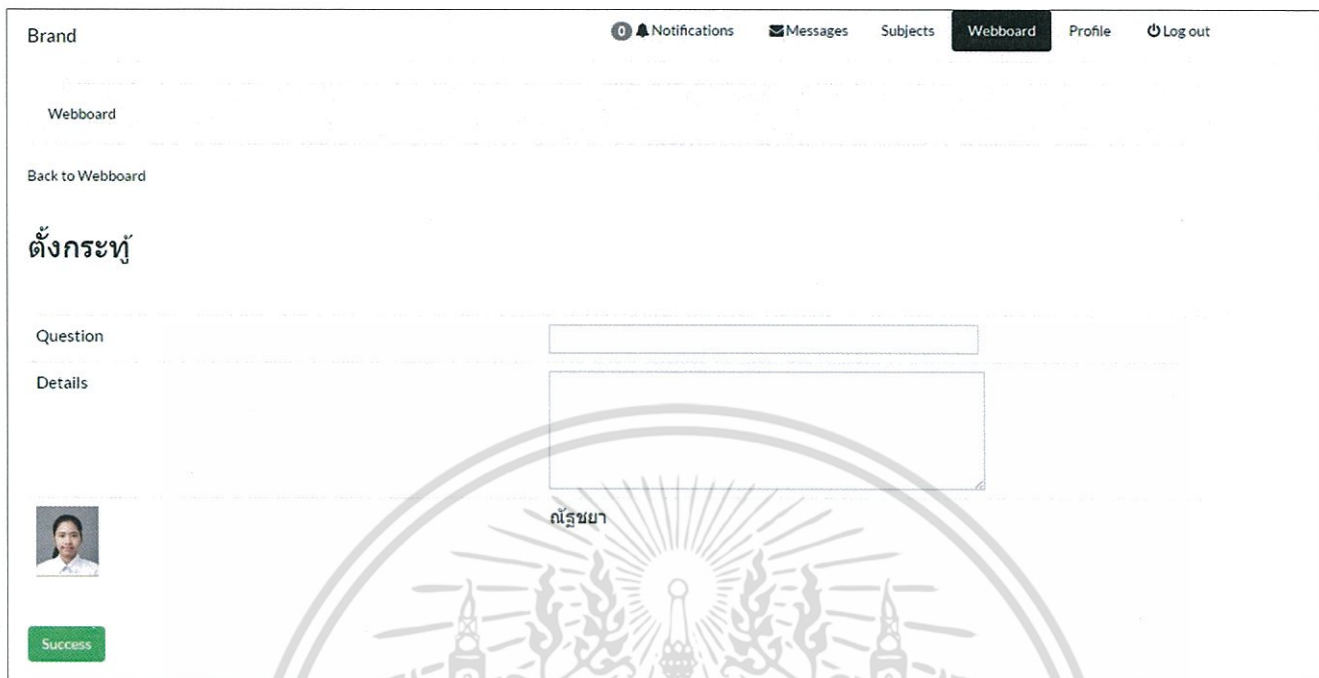 Brand 0 Notifications Messages Subjects Webboard Profile Log out
Webboard
Back to Webboard
ตั้งกระทู้
Question
Details
ณัฐชยา
Success